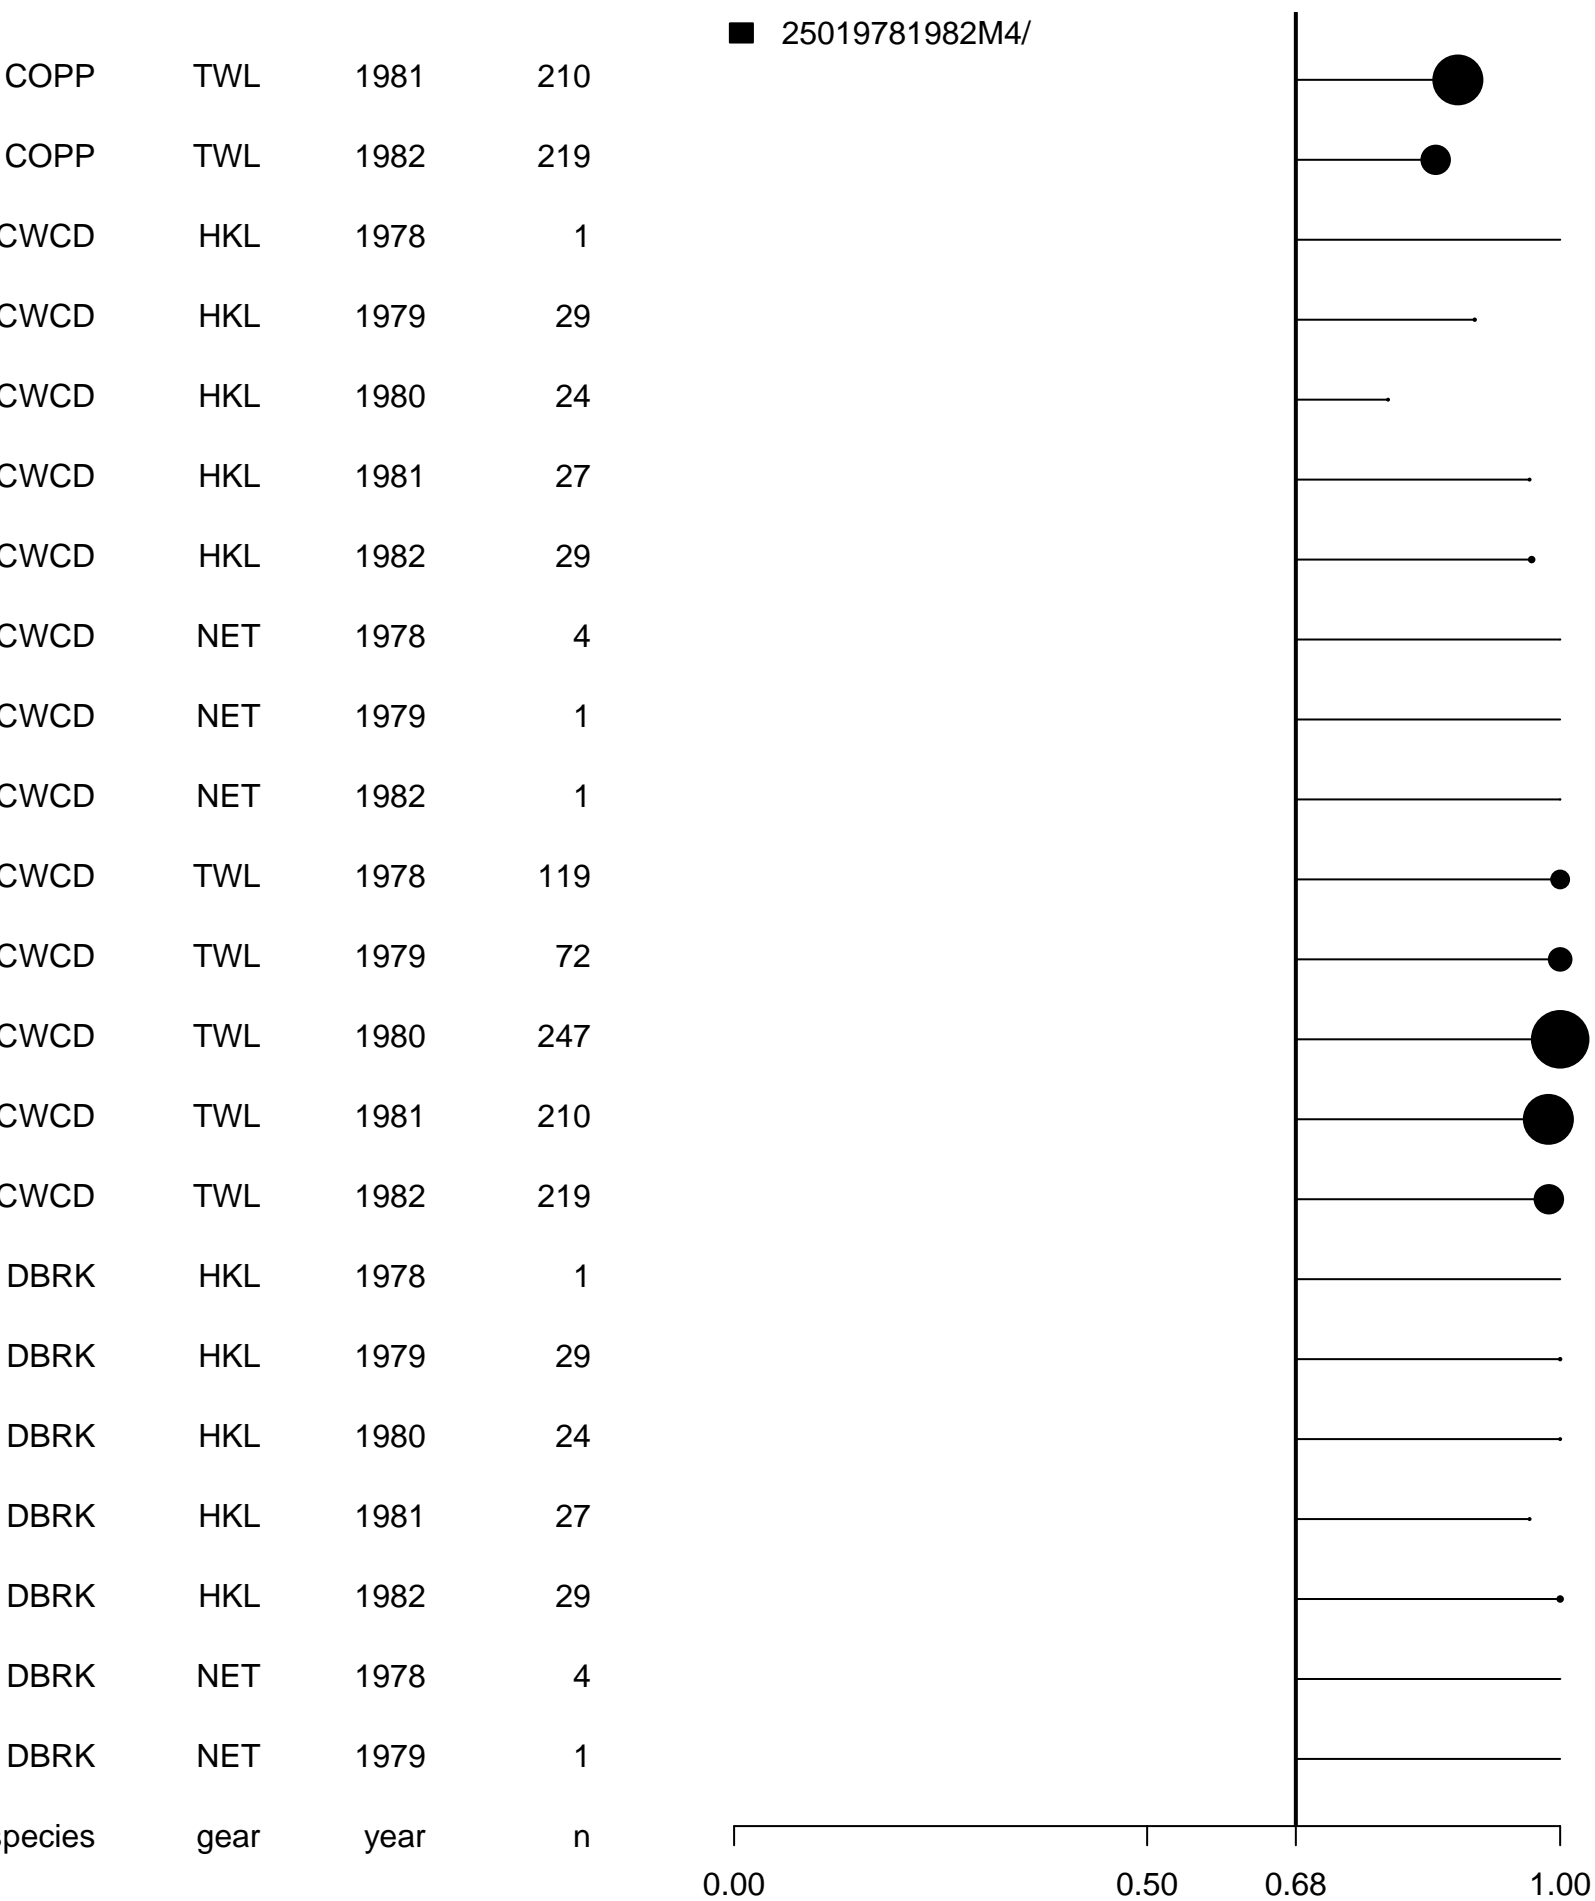 25019781982M4/
COPP TWL 1981 210
COPP TWL 1982 219
CWCD HKL 1978 1
CWCD HKL 1979 29
CWCD HKL 1980 24
CWCD HKL 1981 27
CWCD HKL 1982 29
CWCD NET 1978 4
CWCD NET 1979 1
CWCD NET 1982 1
CWCD TWL 1978 119
CWCD TWL 1979 72
CWCD TWL 1980 247
CWCD TWL 1981 210
CWCD TWL 1982 219
DBRK HKL 1978 1
DBRK HKL 1979 29
DBRK HKL 1980 24
DBRK HKL 1981 27
DBRK HKL 1982 29
DBRK NET 1978 4
DBRK NET 1979 1
species gear year n
0.00 0.50 0.68 1.00